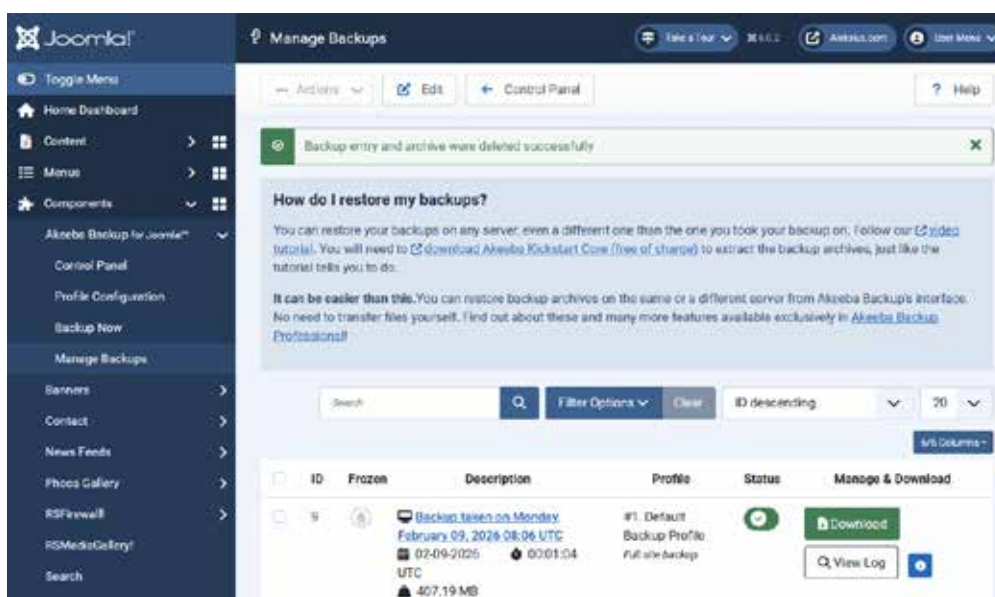 Joomla!
Manage Backups
Take a Tour
User Menu
Toggle Menu
Home Dashboard
Content
Menus
Components
Akeeba Backup for Joomla!™
Control Panel
Profile Configuration
Backup Now
Manage Backups
Banners
Contact
News Feeds
Phoca Gallery
RSFirewall!
RSMediaGallery!
Search
Actions
Edit
Control Panel
Help
Backup entry and archive were deleted successfully
How do I restore my backups?
You can restore your backups on any server, even a different one than the one you took your backup on. Follow our video
tutorial. You will need to download Akeeba Kickstart Core (free of charge) to extract the backup archives, just like the
tutorial tells you to do.
It can be easier than this. You can restore backup archives on the same or a different server from Akeeba Backup's interface.
No need to transfer files yourself. Find out about these and many more features available exclusively in Akeeba Backup
Professional!
Search
Filter Options
Clear
ID descending
20
6/6 Columns
ID Frozen Description Profile Status Manage & Download
9
Backup taken on Monday,
February 09, 2026 08:06 UTC
02-09-2026 00:01:04
UTC
407.19 MB
#1. Default
Backup Profile
Full site backup
Download
View Log